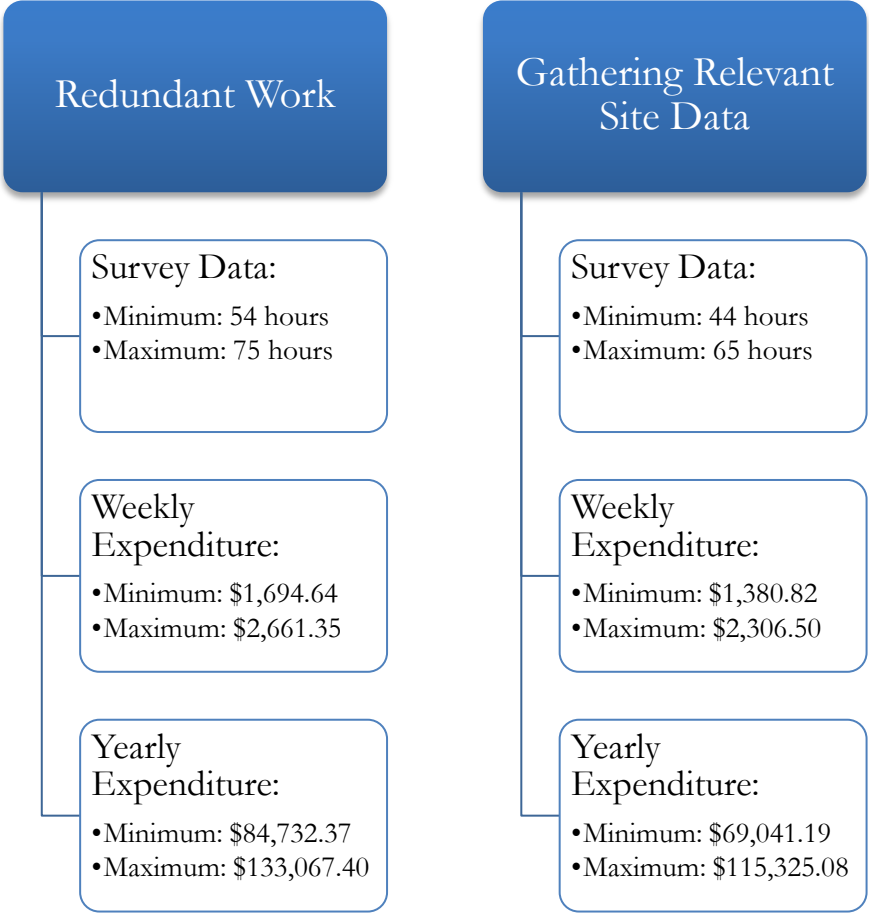 Redundant Work
Survey Data:
•Minimum: 54 hours
•Maximum: 75 hours
Weekly
Expenditure:
•Minimum: $1,694.64
•Maximum: $2,661.35
Yearly
Expenditure:
•Minimum: $84,732.37
•Maximum: $133,067.40
Gathering Relevant
Site Data
Survey Data:
•Minimum: 44 hours
•Maximum: 65 hours
Weekly
Expenditure:
•Minimum: $1,380.82
•Maximum: $2,306.50
Yearly
Expenditure:
•Minimum: $69,041.19
•Maximum: $115,325.08